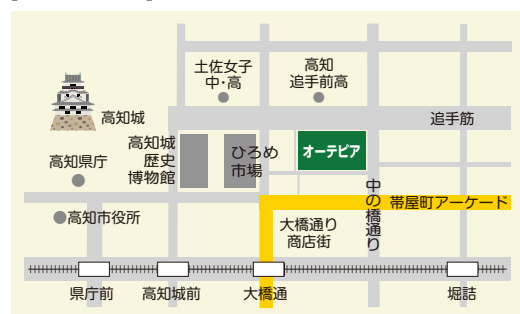 土佐女子
中・高
高知
追手前高
高知城
追手筋
高知県庁
高知城
歴史
博物館
ひろめ
市場
オーテピア
中の橋通り
帯屋町アーケード
高知市役所
大橋通り
商店街
県庁前
高知城前
大橋通
堀詰